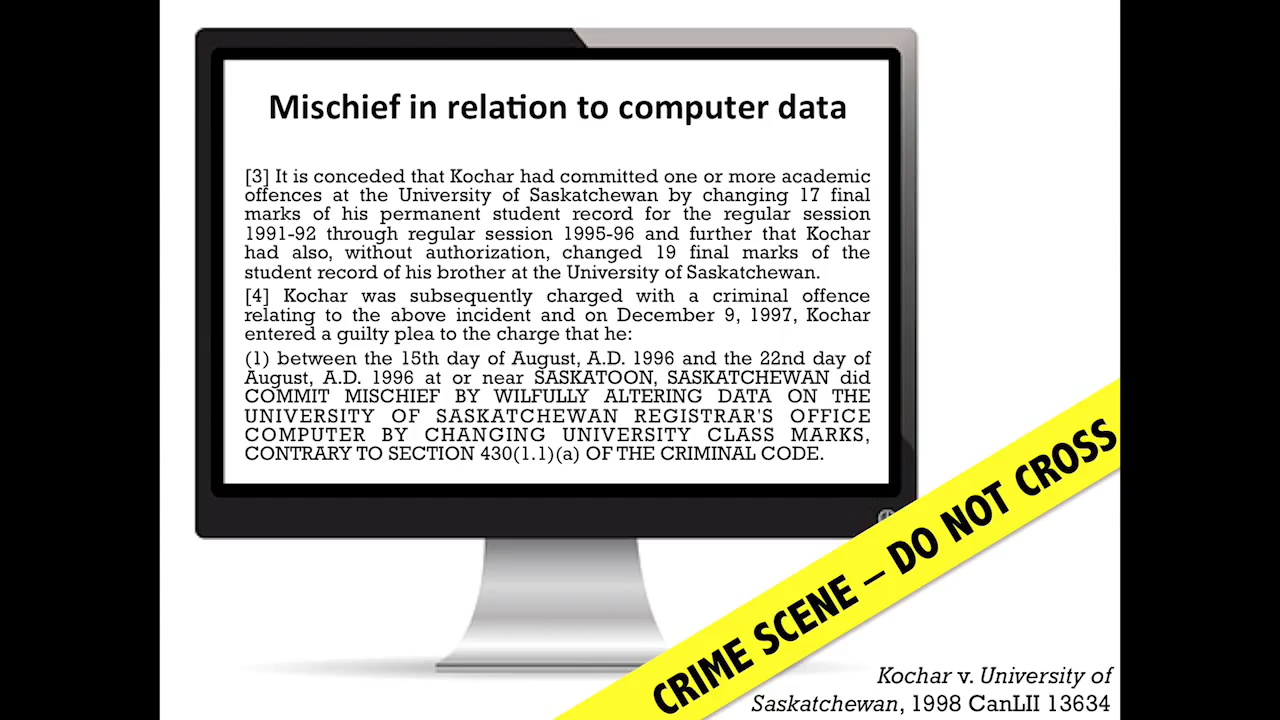 Mischief in relation to computer data
[3] It is conceded that Kochar had committed one or more academic
offences at the University of Saskatchewan by changing 17 final
marks of his permanent student record for the regular session
1991-92 through regular session 1995-96 and further that Kochar
had also, without authorization, changed 19 final marks of the
student record of his brother at the University of Saskatchewan.
[4] Kochar was subsequently charged with a criminal offence
relating to the above incident and on December 9, 1997, Kochar
entered a guilty plea to the charge that he:
(1) between the 15th day of August, A.D. 1996 and the 22nd day of
August, A.D. 1996 at or near SASKATOON, SASKATCHEWAN did
COMMIT MISCHIEF BY WILFULLY ALTERING DATA ON THE
UNIVERSITY OF SASKATCHEWAN REGISTRAR'S OFFICE
COMPUTER BY CHANGING UNIVERSITY CLASS MARKS,
CONTRARY TO SECTION 430(1.1)(a) OF THE CRIMINAL CODE.
CRIME SCENE – DO NOT CROSS
Kochar v. University of
Saskatchewan, 1998 CanLII 13634